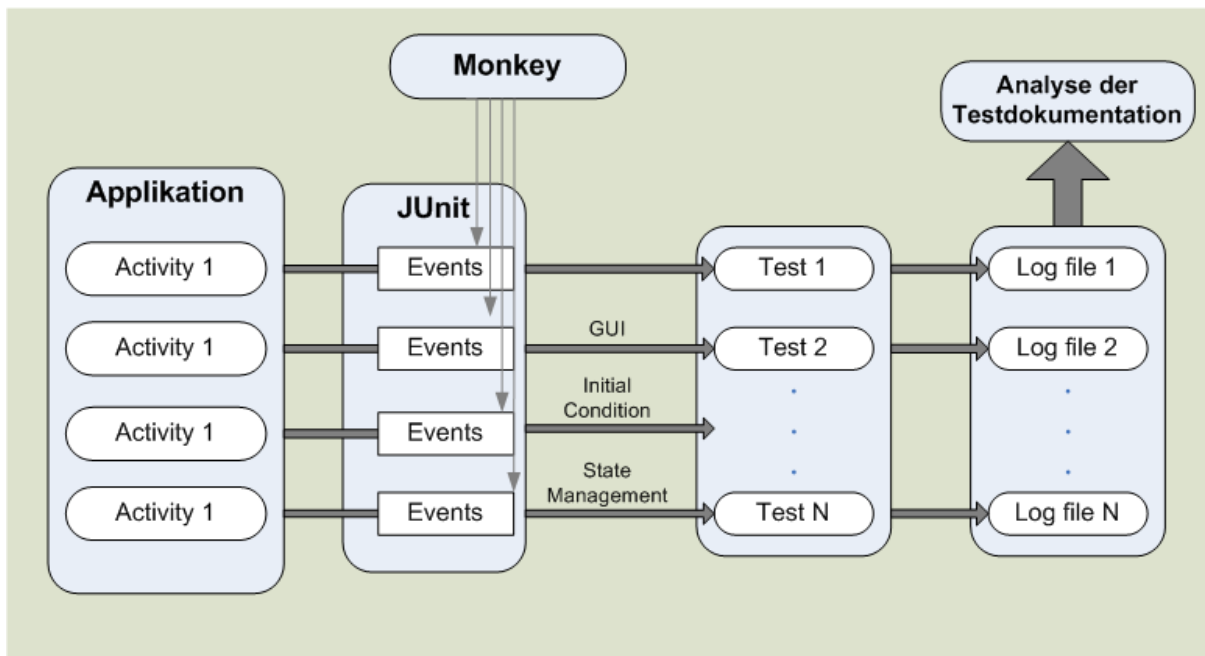 Monkey
Analyse der
Testdokumentation
Applikation
JUnit
Activity 1
Events
Test 1
Log file 1
Activity 1
Events
GUI
Test 2
Log file 2
Initial
Condition
Activity 1
Events
State
Management
Activity 1
Events
Test N
Log file N